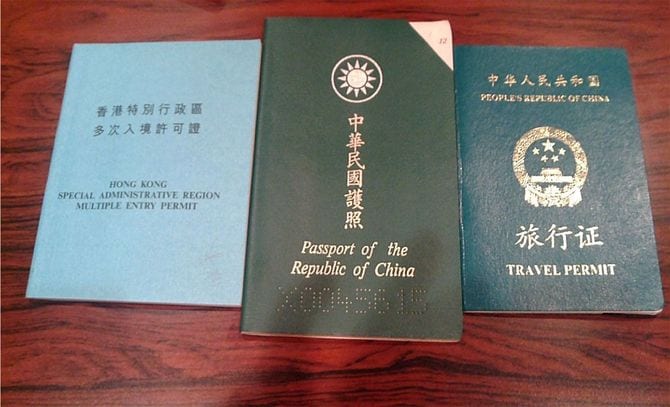 香港特別行政區
多次入境許可證
HONG KONG
SPECIAL ADMINISTRATIVE REGION
MULTIPLE ENTRY PERMIT
12
中華民國護照
Passport of the
Republic of China
中华人民共和国
PEOPLE'S REPUBLIC OF CHINA
旅行证
TRAVEL PERMIT